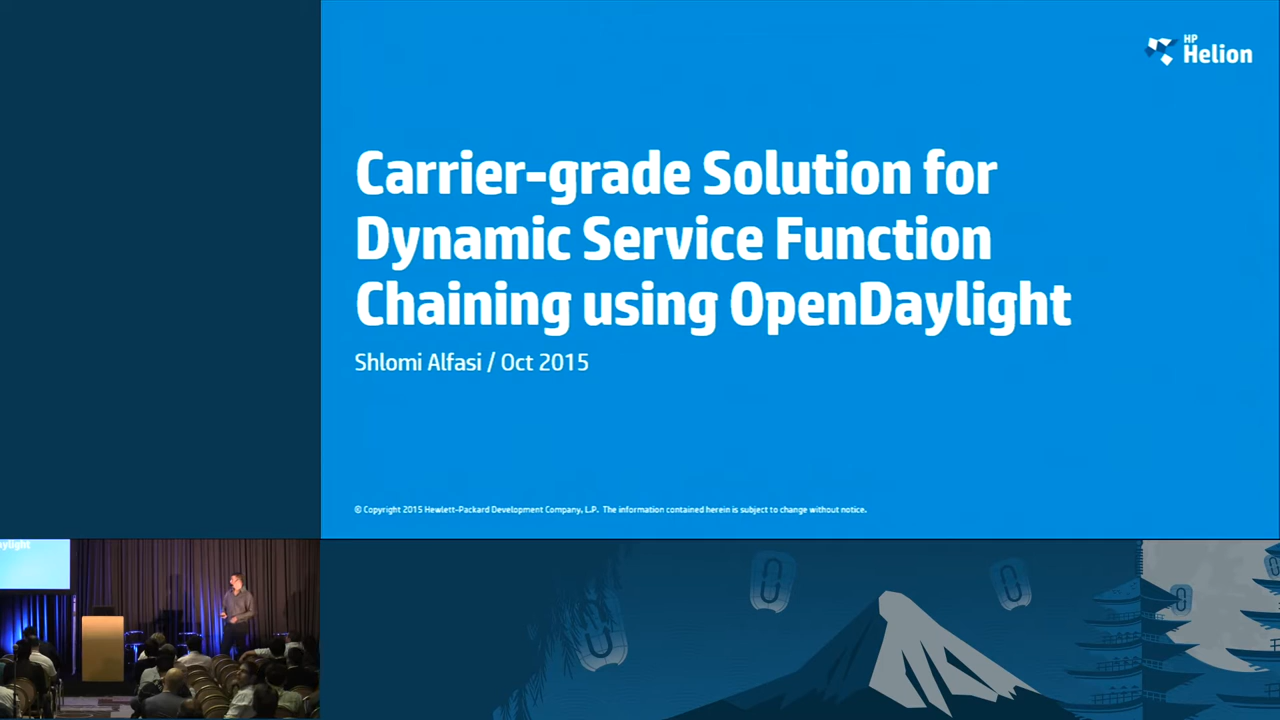 HP
Helion
Carrier-grade Solution for
Dynamic Service Function
Chaining using OpenDaylight
Shlomi Alfasi / Oct 2015
© Copyright 2015 Hewlett-Packard Development Company, L.P. The information contained herein is subject to change without notice.
aylight